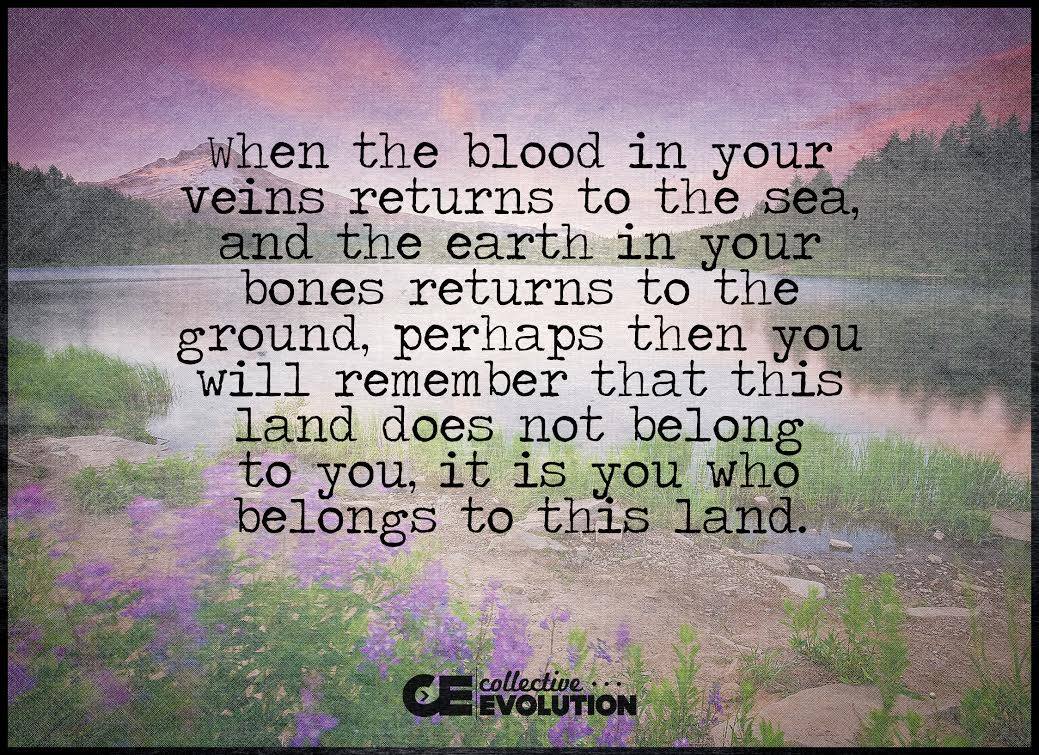 When the blood in your
veins returns to the sea,
and the earth in your
bones returns to the
ground, perhaps then you
will remember that this
land does not belong
to you, it is you who
belongs to this land.
CE collective ...
EVOLUTION